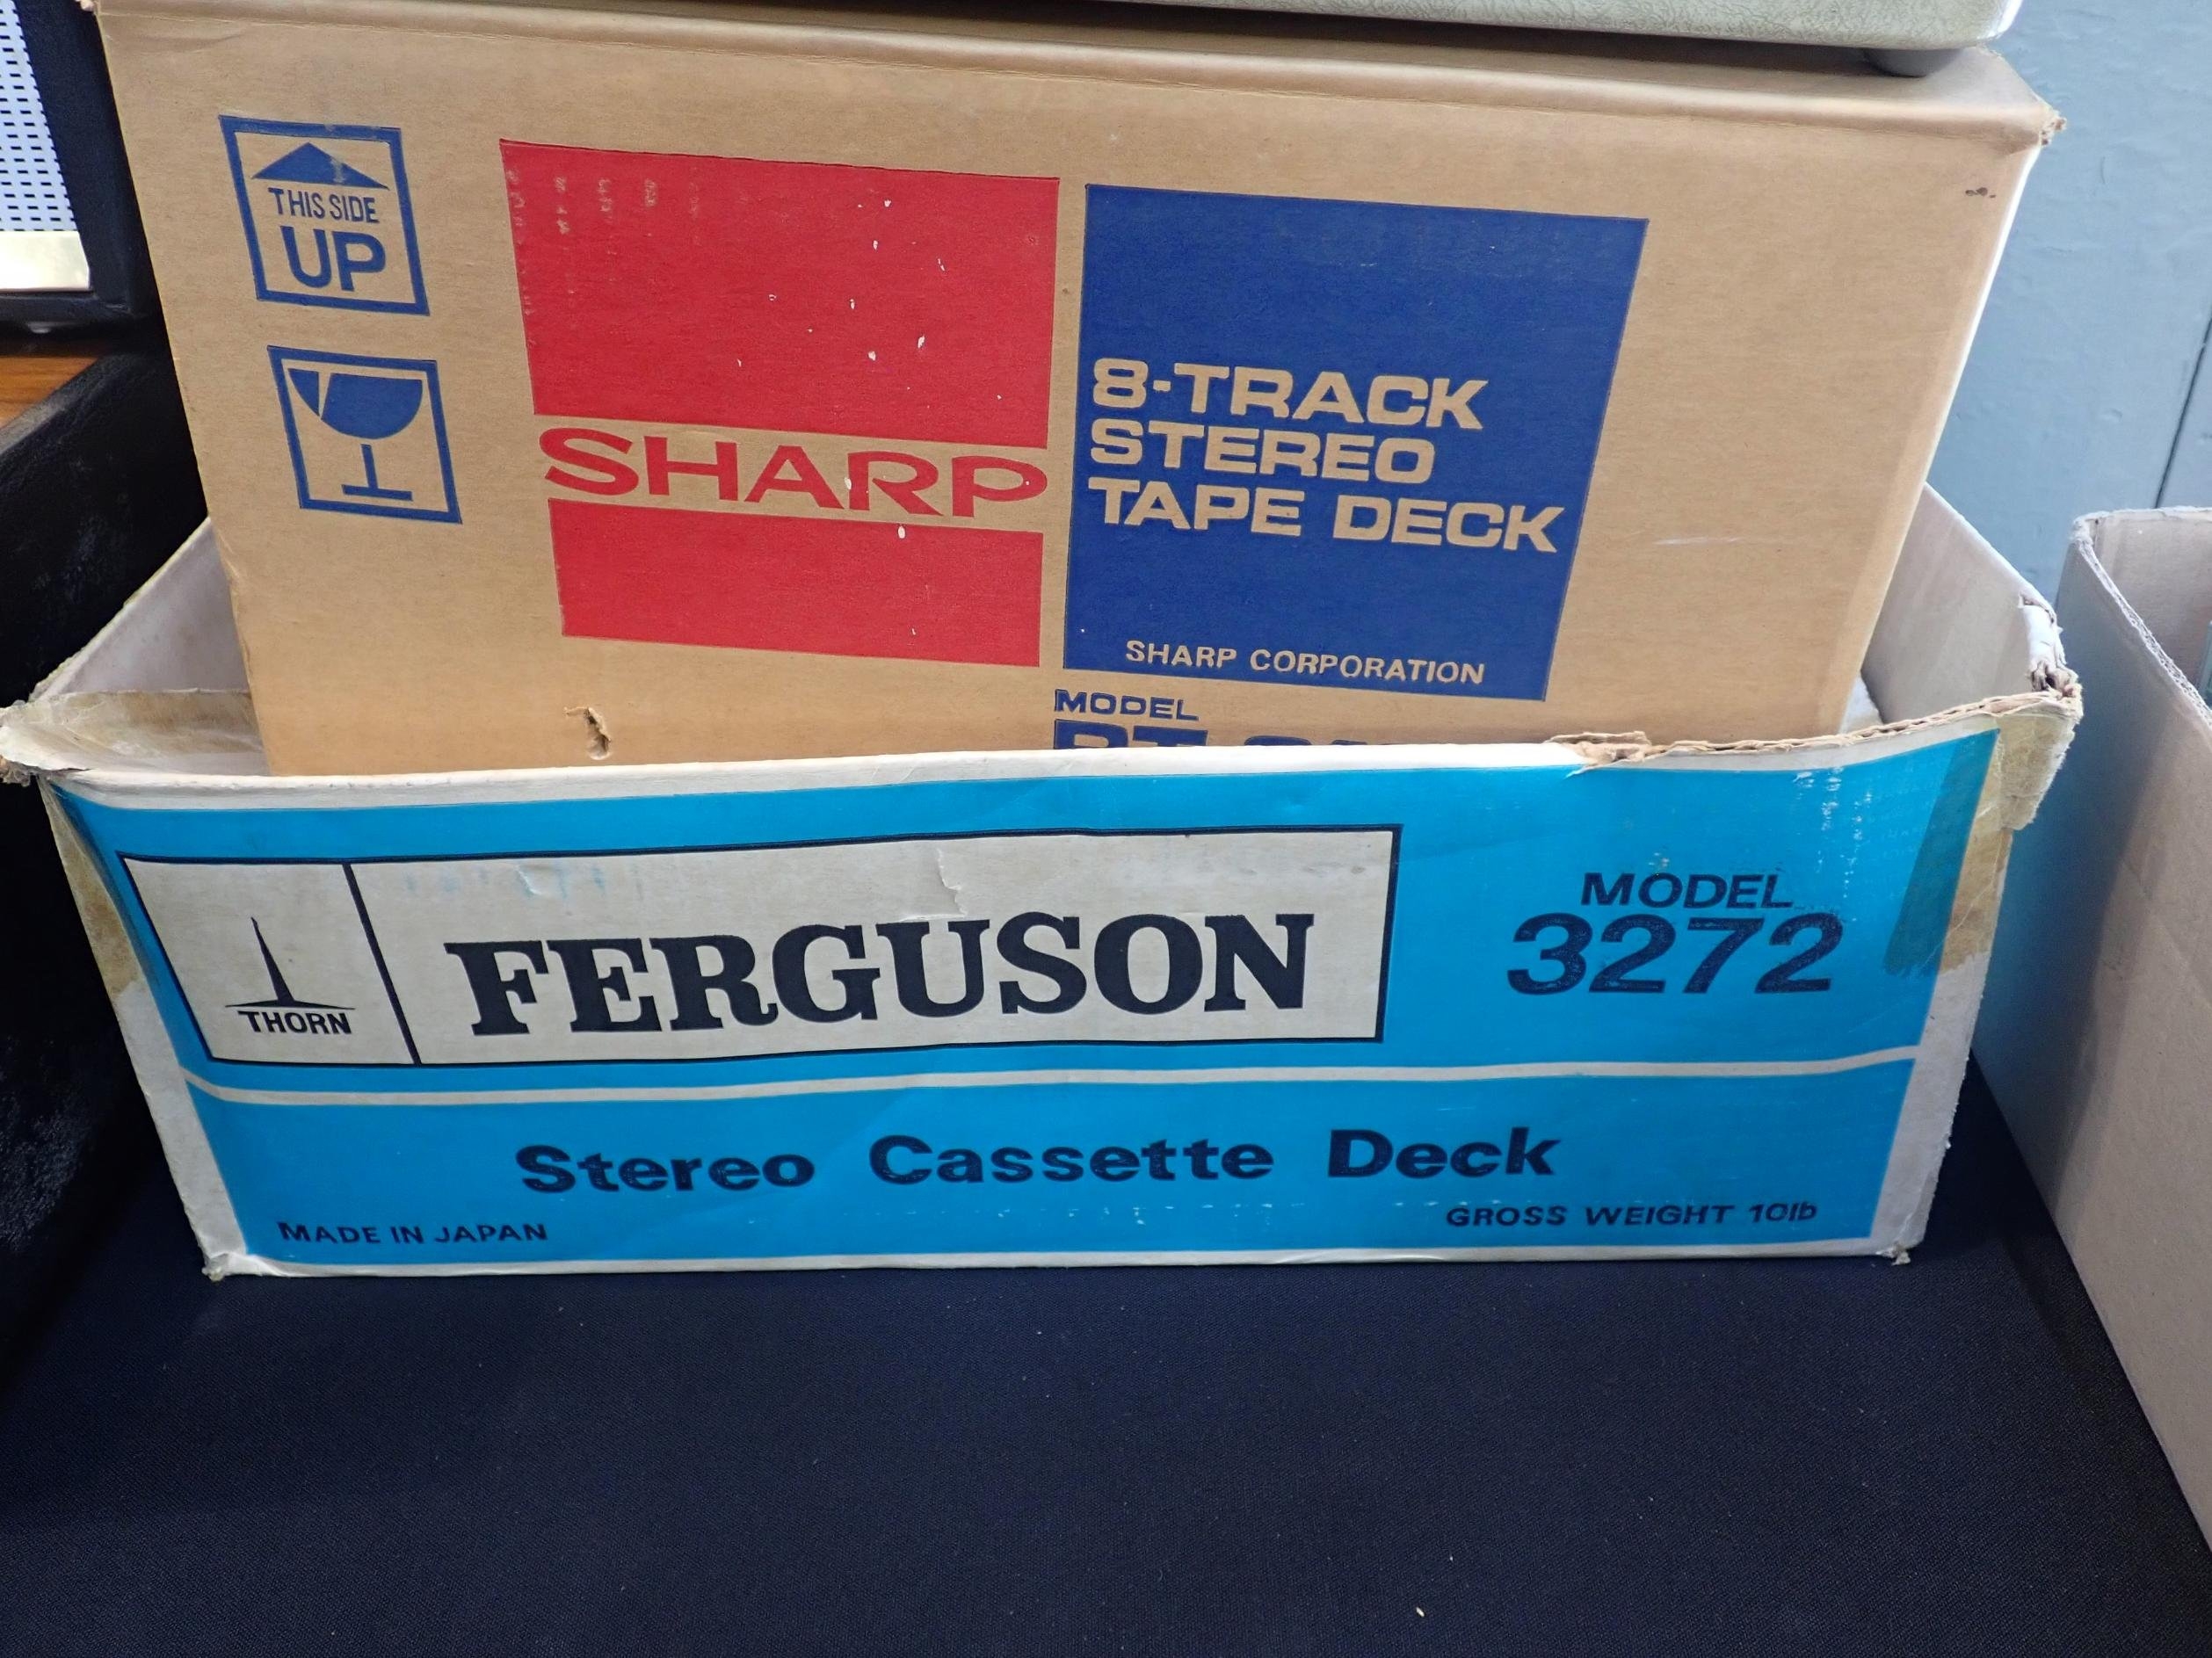 THIS SIDE
UP
SHARP
8-TRACK
STEREO
TAPE DECK
SHARP CORPORATION
MODEL
THORN
FERGUSON
MODEL
3272
Stereo Cassette Deck
MADE IN JAPAN
GROSS WEIGHT 10lb